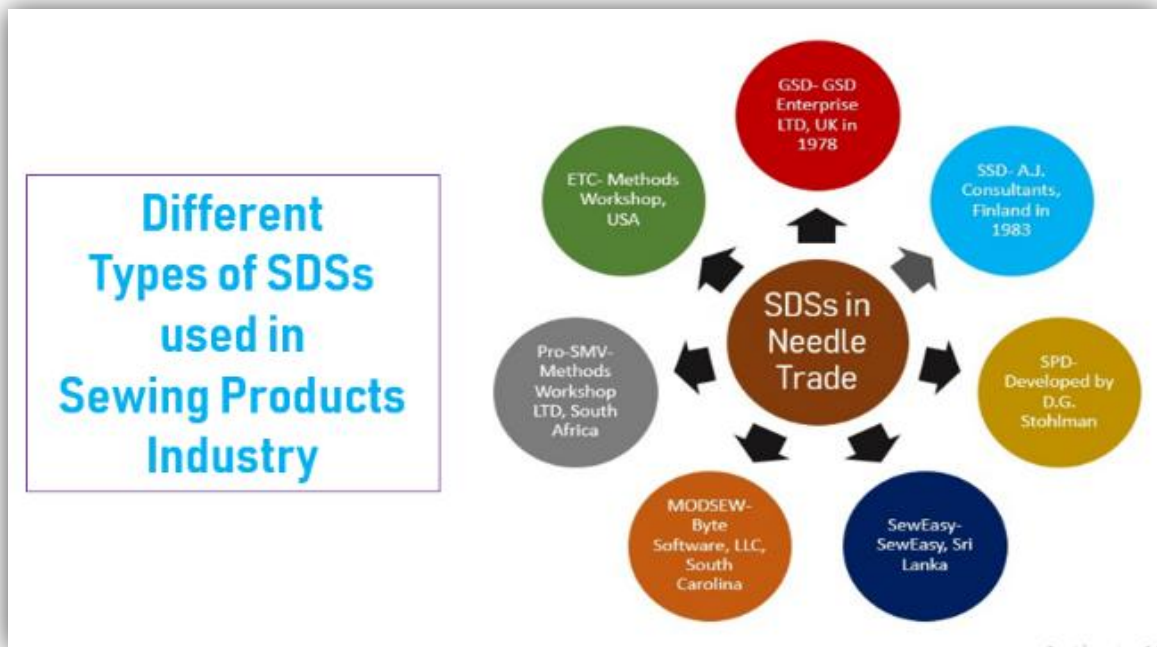 Different
Types of SDSs
used in
Sewing Products
Industry
GSD- GSD
Enterprise
LTD, UK in
1978
SSD- A.J.
Consultants,
Finland in
1983
SPD-
Developed by
D.G.
Stohlman
SewEasy-
SewEasy, Sri
Lanka
MODSEW-
Byte
Software, LLC,
South
Carolina
Pro-SMV-
Methods
Workshop
LTD, South
Africa
ETC- Methods
Workshop,
USA
SDSs in
Needle
Trade